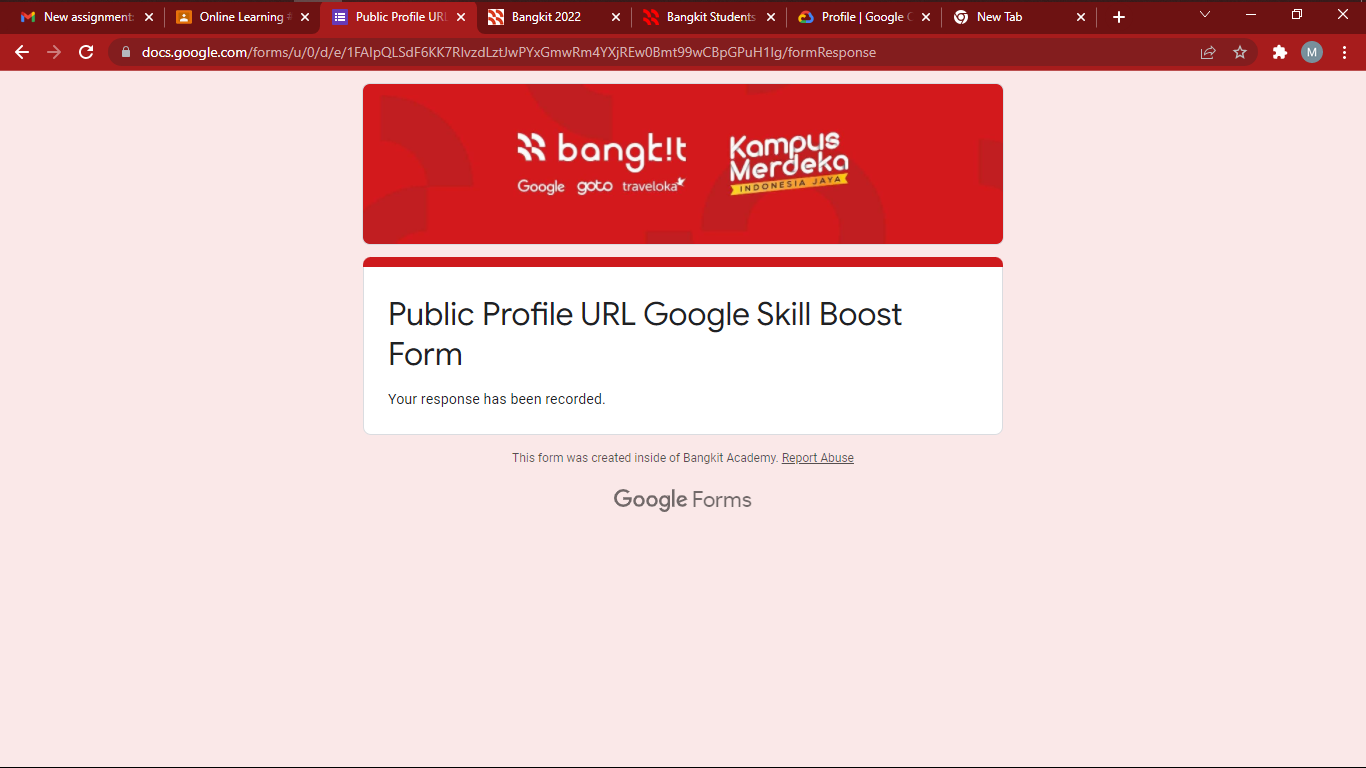 New assignment:
Online Learning
Public Profile URL
Bangkit 2022
Bangkit Students
Profile | Google C
New Tab
docs.google.com/forms/u/0/d/e/1FAIpQLSdF6KK7RlvzdLztJwPYxGmwRm4YXjREw0Bmt99wCBpGPuH1Ig/formResponse
M
bangk!t
Google goto traveloka
Kampus
Merdeka
INDONESIA JAYA
Public Profile URL Google Skill Boost
Form
Your response has been recorded.
This form was created inside of Bangkit Academy. Report Abuse
Google Forms